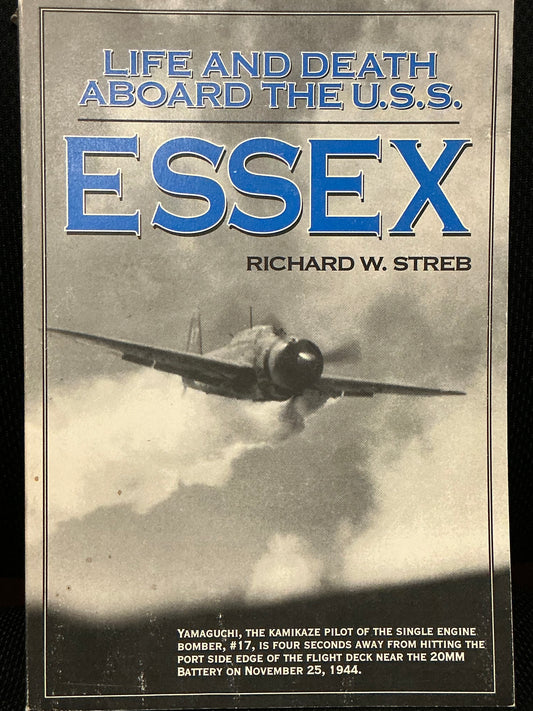 LIFE AND DEATH
ABOARD THE U.S.S.
ESSEX
RICHARD W. STREB
YAMAGUCHI, THE KAMIKAZE PILOT OF THE SINGLE ENGINE
BOMBER, #17, IS FOUR SECONDS AWAY FROM HITTING THE
PORT SIDE EDGE OF THE FLIGHT DECK NEAR THE 20MM
BATTERY ON NOVEMBER 25, 1944.